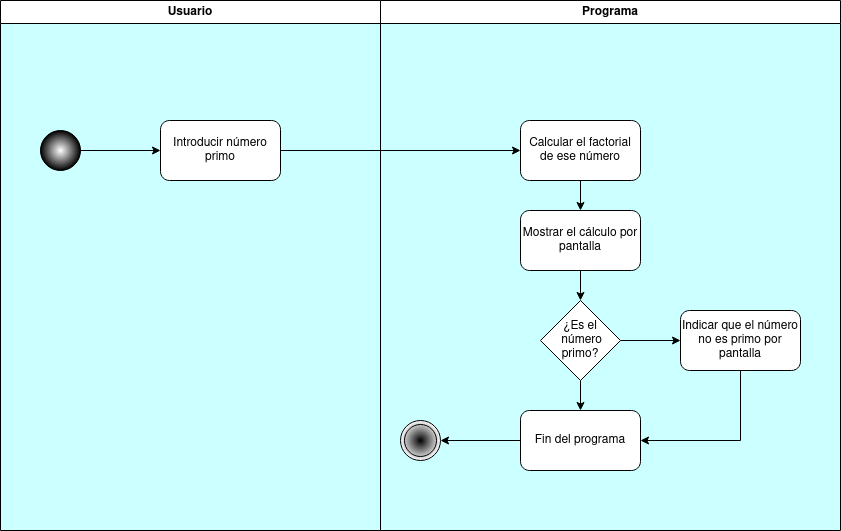 Usuario
Programa
Introducir número
primo
Calcular el factorial
de ese número
Mostrar el cálculo por
pantalla
¿Es el
número
primo?
Indicar que el número
no es primo por
pantalla
Fin del programa